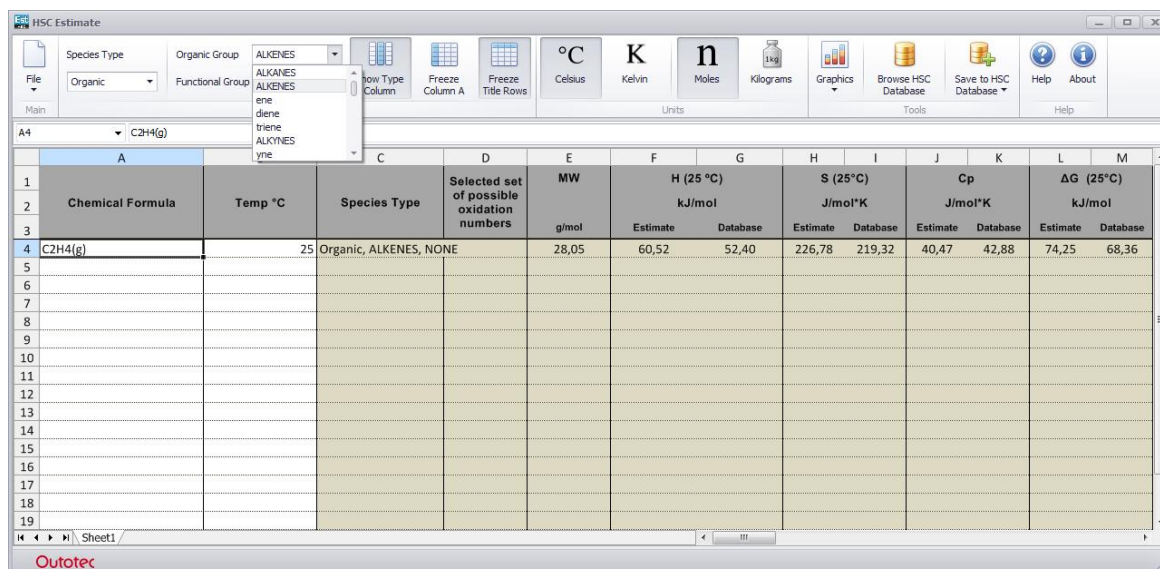 Est HSC Estimate
File
Main
Species Type
Organic
Organic Group ALKENES
Functional Group
ALKANES
ALKENES
ene
diene
triene
ALKYNES
yne
Show Type Column
Freeze Column A
Freeze Title Rows
°C
Celsius
K
Kelvin
n
Moles
1kg
Kilograms
Units
Graphics
Browse HSC Database
Save to HSC Database
Tools
Help
About
Help
A4 C2H4(g)
A C D E F G H I J K L M
1 2 3
Chemical Formula
Temp °C
Species Type
Selected set of possible oxidation numbers
MW
g/mol
H (25 °C)
kJ/mol
Estimate Database
S (25°C)
J/mol*K
Estimate Database
Cp
J/mol*K
Estimate Database
ΔG (25°C)
kJ/mol
Estimate Database
4 C2H4(g) 25 Organic, ALKENES, NONE 28,05 60,52 52,40 226,78 219,32 40,47 42,88 74,25 68,36
5
6
7
8
9
10
11
12
13
14
15
16
17
18
19
Sheet1
Outotec